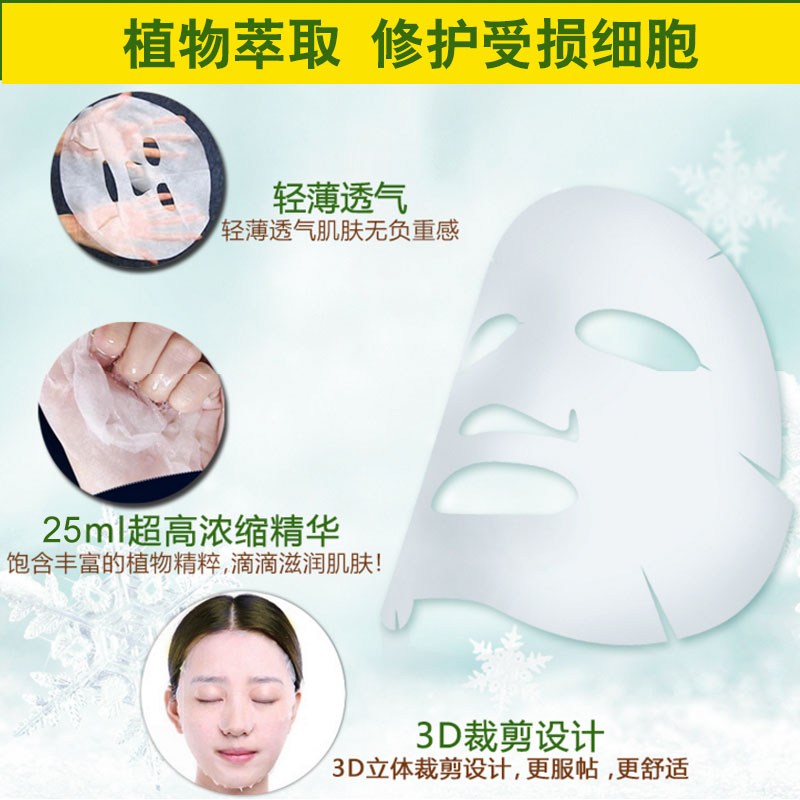 植物萃取 修护受损细胞
轻薄透气
轻薄透气肌肤无负重感
25ml超高浓缩精华
饱含丰富的植物精粹,滴滴滋润肌肤!
3D裁剪设计
3D立体裁剪设计,更服帖,更舒适